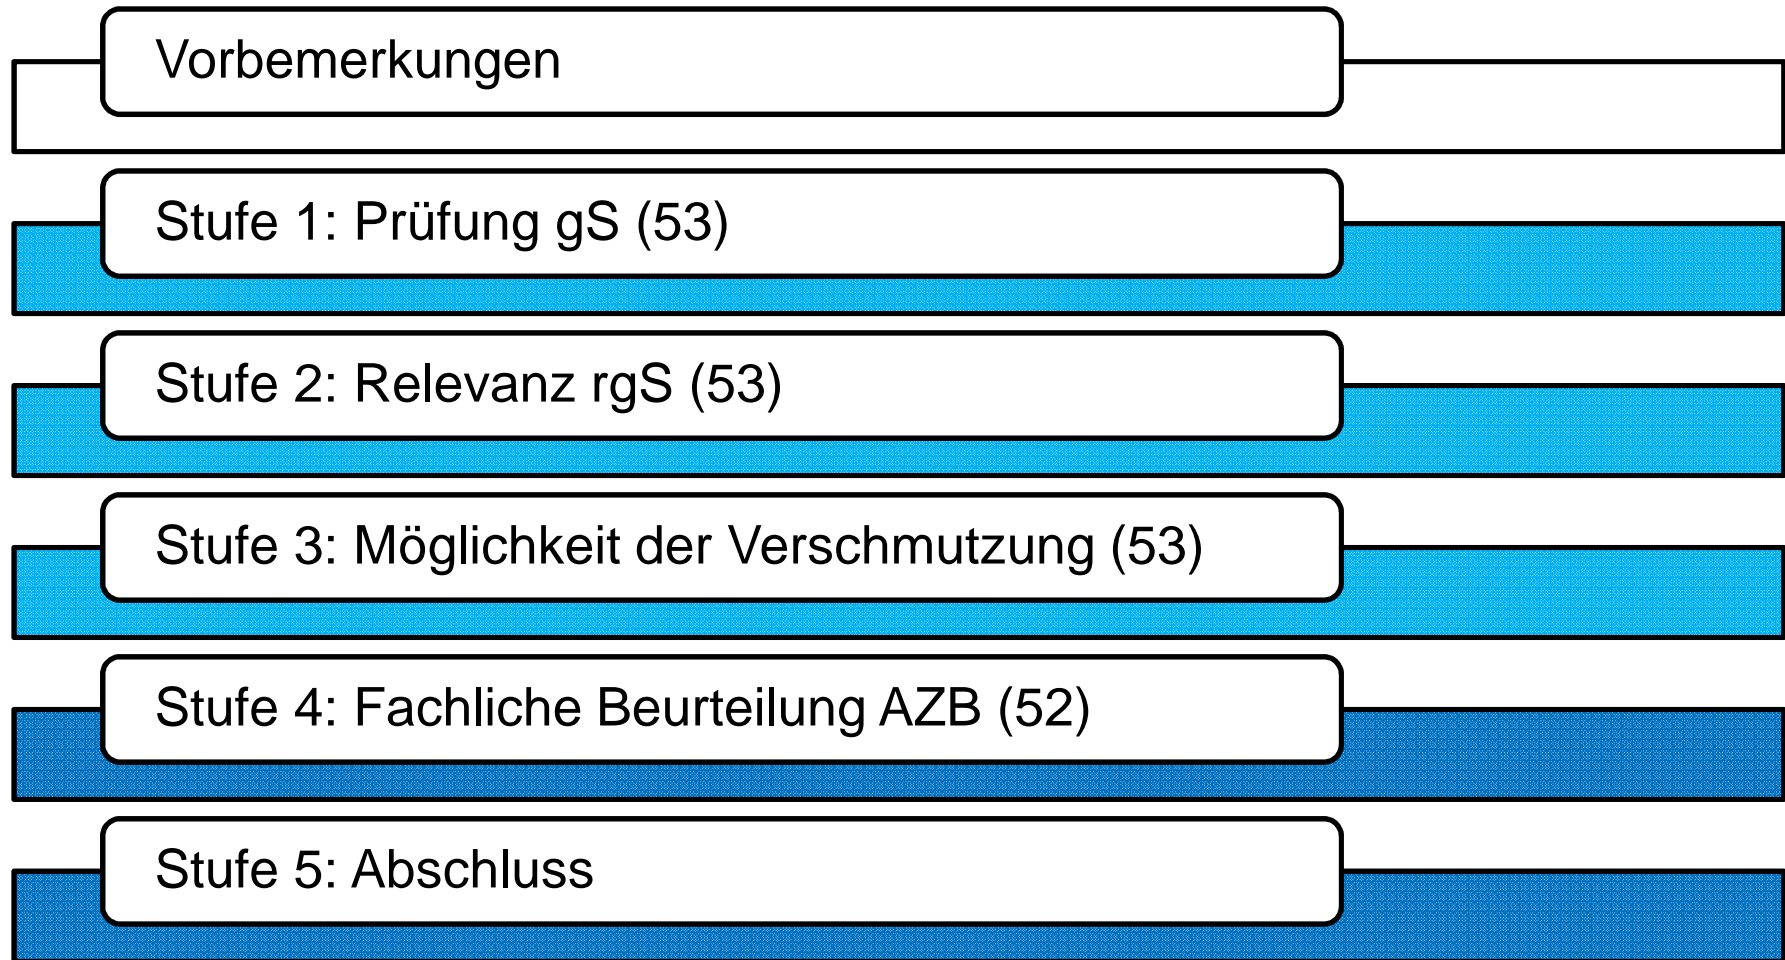 Vorbemerkungen
Stufe 1: Prüfung gS (53)
Stufe 2: Relevanz rgS (53)
Stufe 3: Möglichkeit der Verschmutzung (53)
Stufe 4: Fachliche Beurteilung AZB (52)
Stufe 5: Abschluss